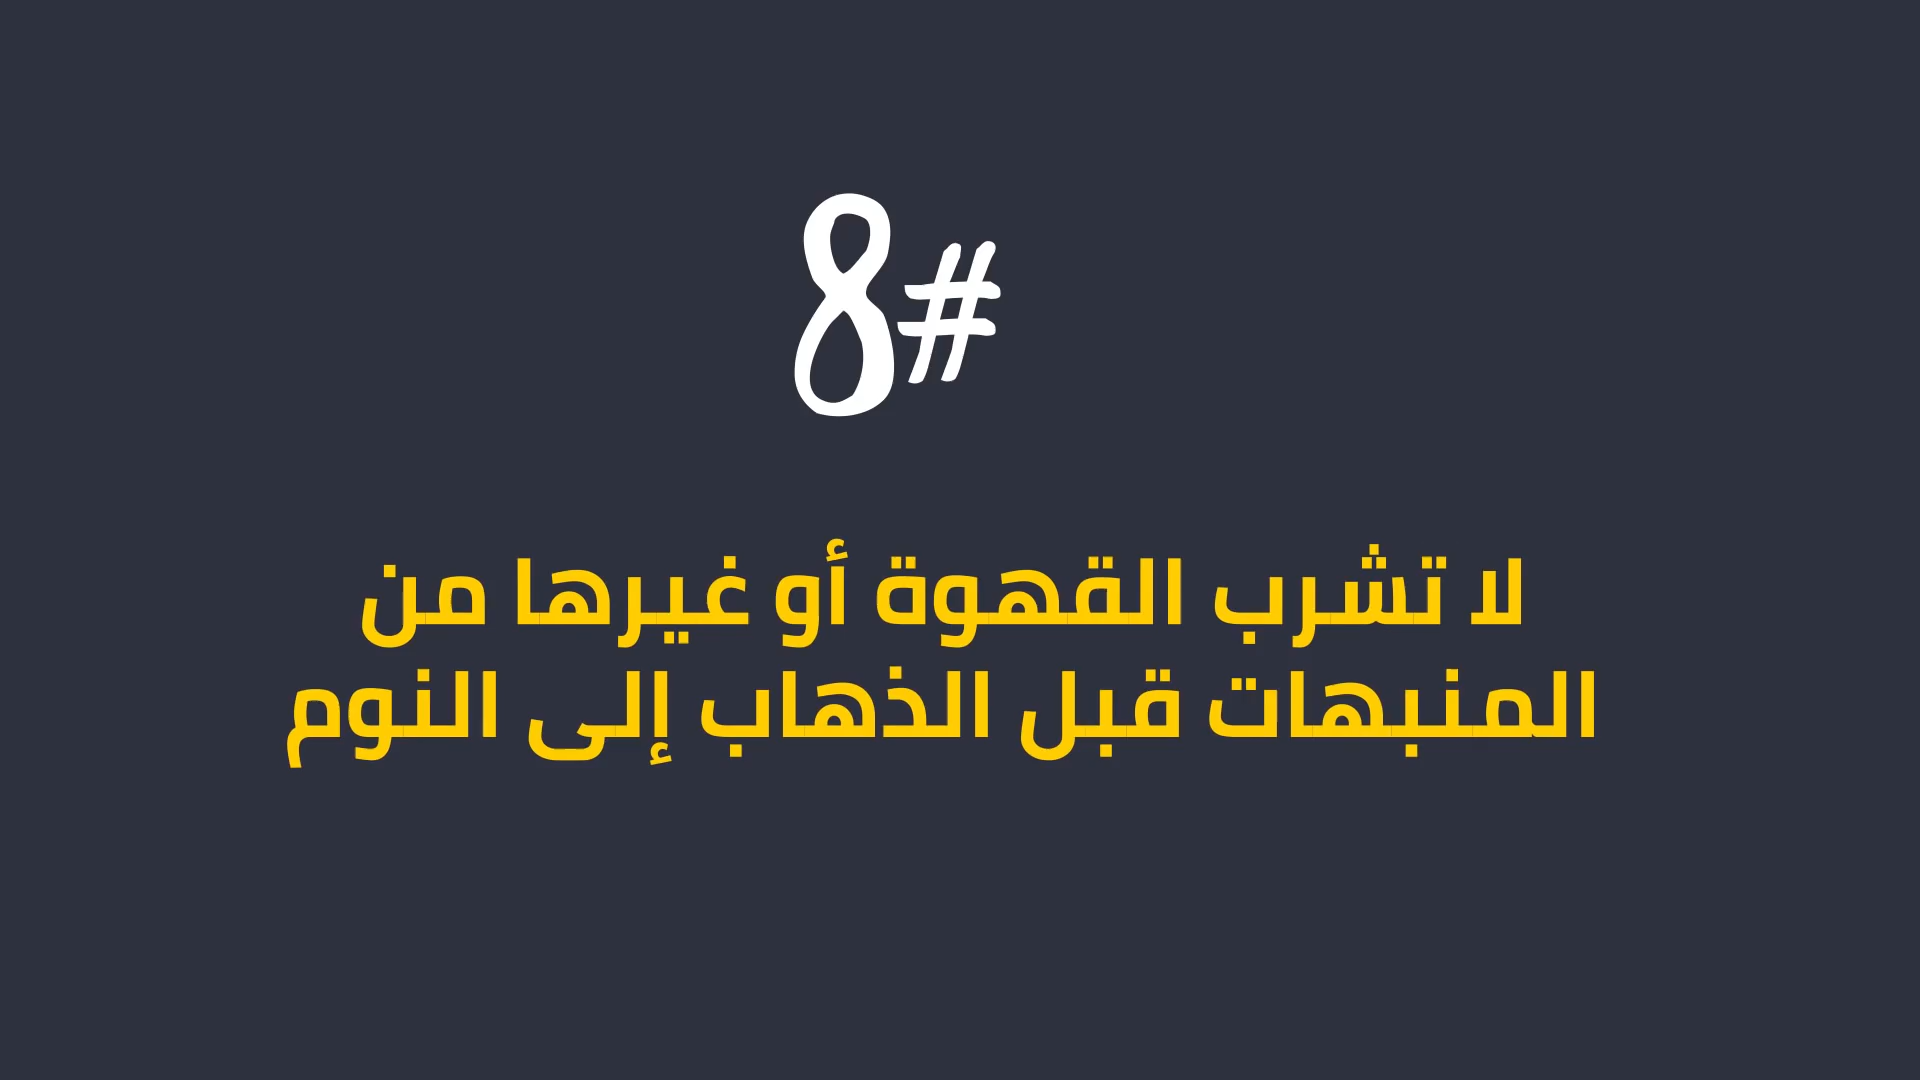 #8
لا تشرب القهوة أو غيرها من
المنبهات قبل الذهاب إلى النوم